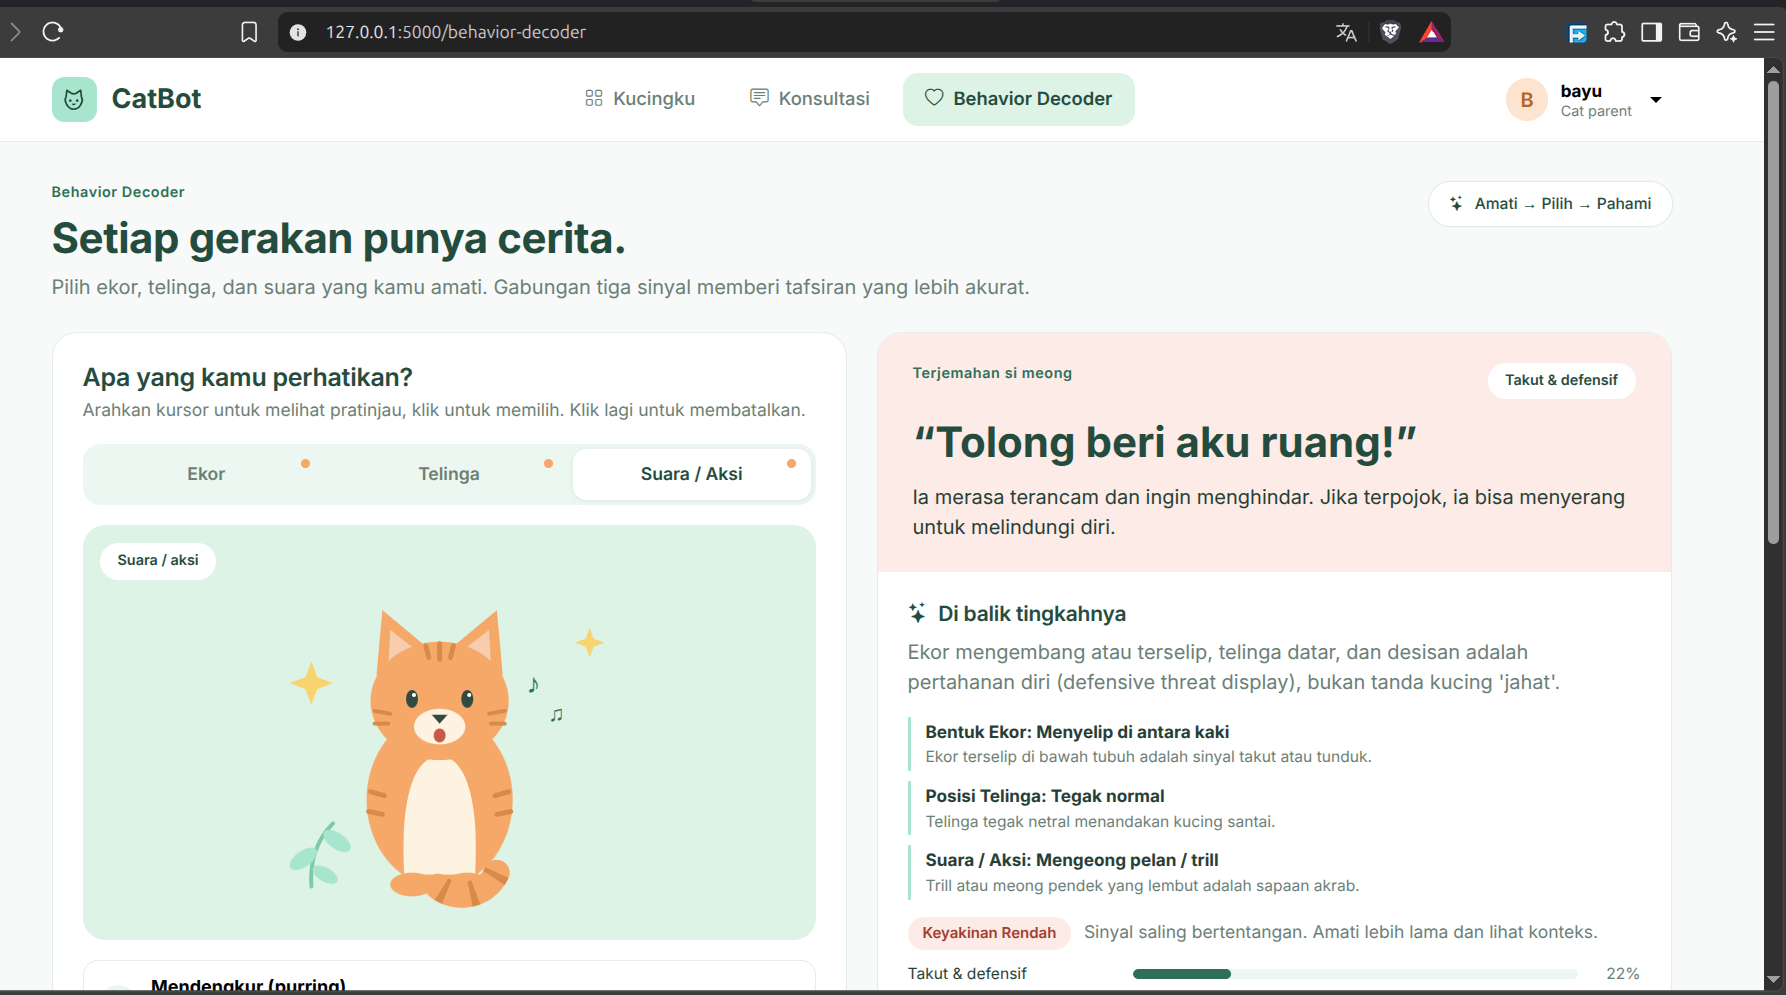 127.0.0.1:5000/behavior-decoder
CatBot
Kucingku
Konsultasi
Behavior Decoder
B
bayu
Cat parent
Behavior Decoder
Amati → Pilih → Pahami
Setiap gerakan punya cerita.
Pilih ekor, telinga, dan suara yang kamu amati. Gabungan tiga sinyal memberi tafsiran yang lebih akurat.
Apa yang kamu perhatikan?
Arahkan kursor untuk melihat pratinjau, klik untuk memilih. Klik lagi untuk membatalkan.
Ekor
Telinga
Suara / Aksi
Suara / aksi
Mendengkur (purring)
Terjemahan si meong
Takut & defensif
“Tolong beri aku ruang!”
Ia merasa terancam dan ingin menghindar. Jika terpojok, ia bisa menyerang
untuk melindungi diri.
Di balik tingkahnya
Ekor mengembang atau terselip, telinga datar, dan desisan adalah
pertahanan diri (defensive threat display), bukan tanda kucing 'jahat'.
Bentuk Ekor: Menyelip di antara kaki
Ekor terselip di bawah tubuh adalah sinyal takut atau tunduk.
Posisi Telinga: Tegak normal
Telinga tegak netral menandakan kucing santai.
Suara / Aksi: Mengeong pelan / trill
Trill atau meong pendek yang lembut adalah sapaan akrab.
Keyakinan Rendah
Sinyal saling bertentangan. Amati lebih lama dan lihat konteks.
Takut & defensif
22%